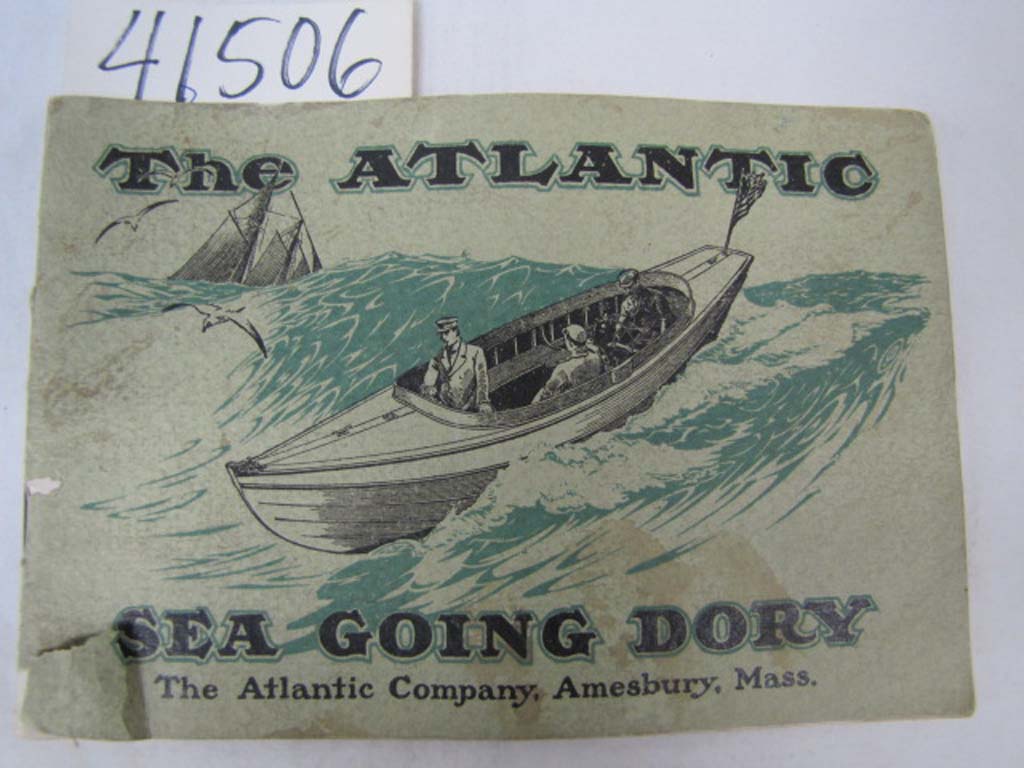 41506
The ATLANTIC
SEA GOING DORY
The Atlantic Company, Amesbury, Mass.